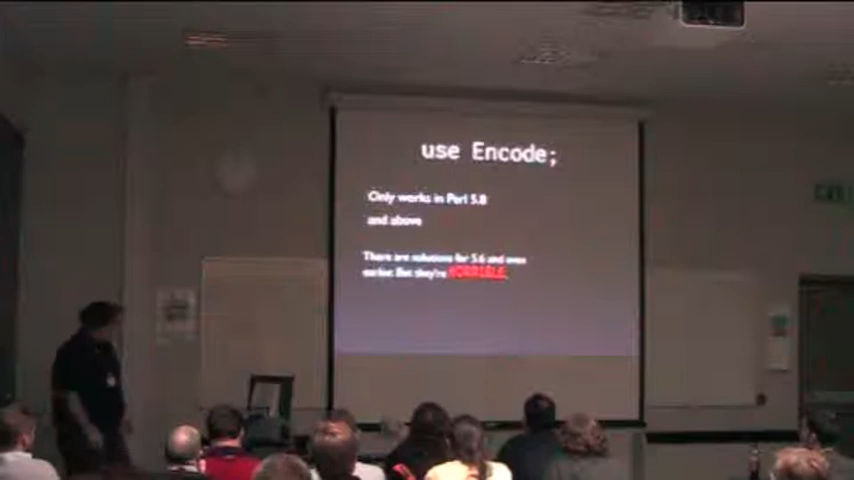 use Encode;
Only works in Perl 5.8
and above
There are solutions for 5.6 and even
earlier. But they're HORRIBLE.